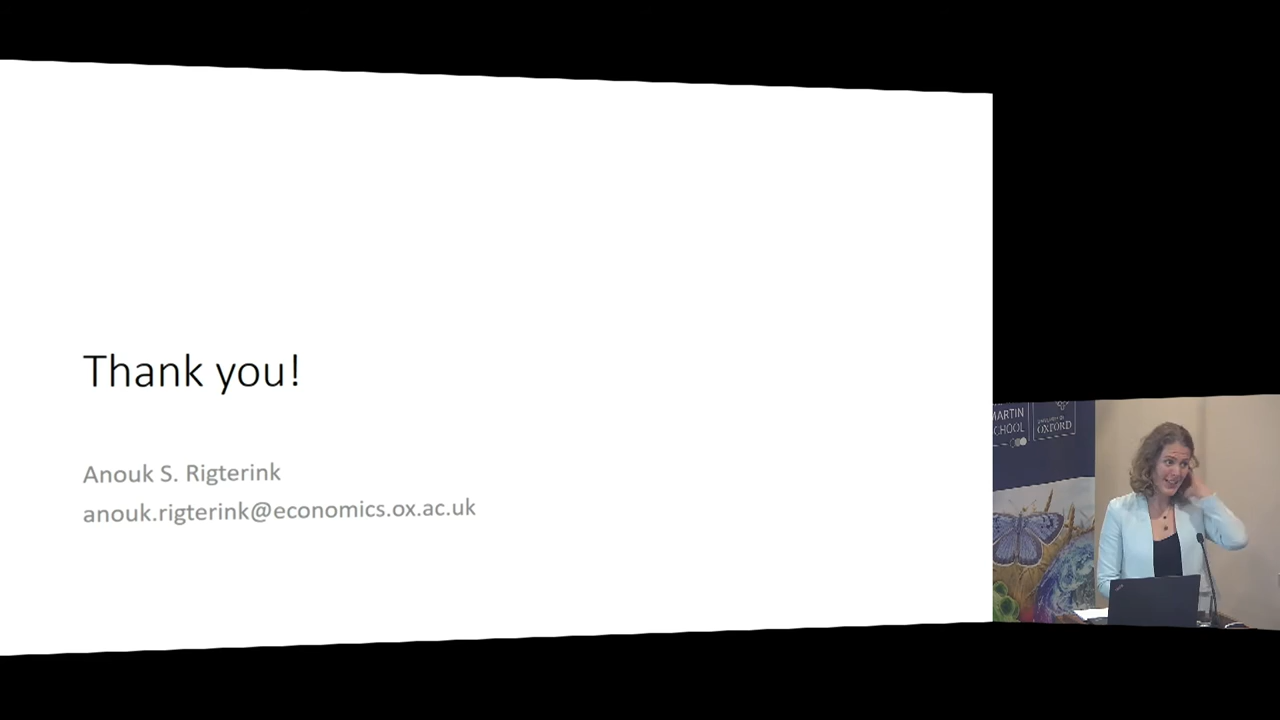 Thank you!
Anouk S. Rigterink
anouk.rigterink@economics.ox.ac.uk
MARTIN
SCHOOL
OXFORD